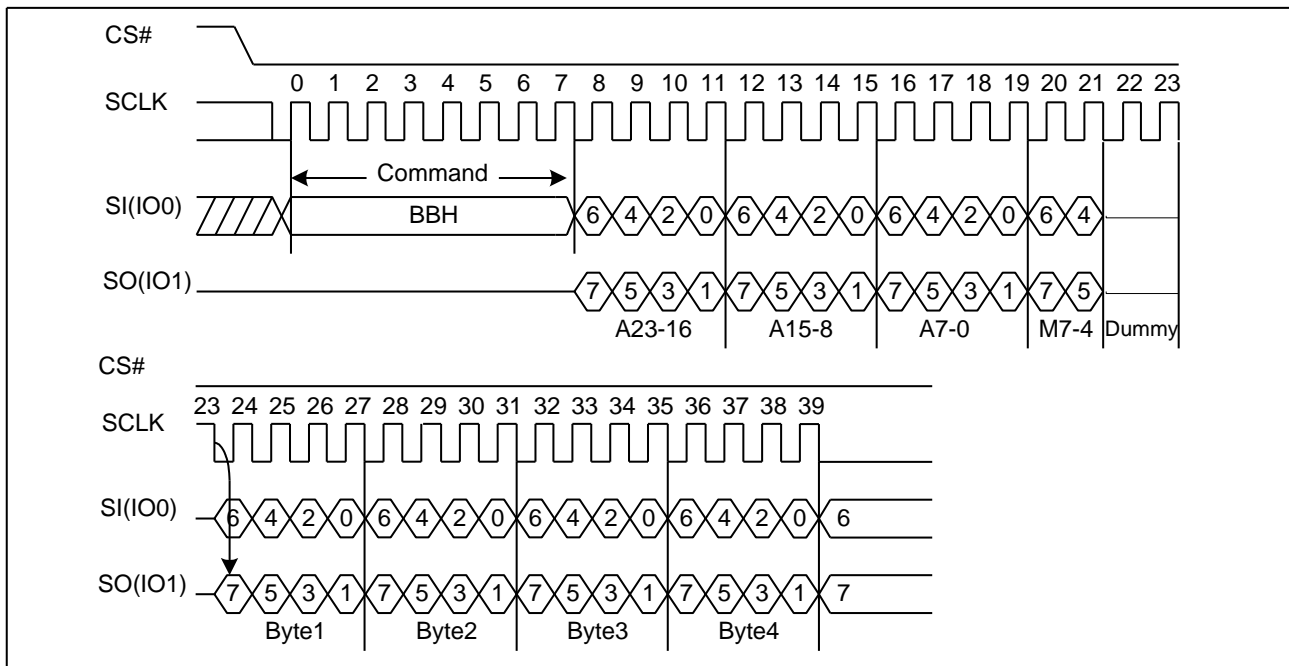 CS#
0 1 2 3 4 5 6 7 8 9 10 11 12 13 14 15 16 17 18 19 20 21 22 23
SCLK
Command
SI(IO0) BBH 6 4 2 0 6 4 2 0 6 4 2 0 6 4
SO(IO1) 7 5 3 1 7 5 3 1 7 5 3 1 7 5
A23-16 A15-8 A7-0 M7-4 Dummy
CS#
23 24 25 26 27 28 29 30 31 32 33 34 35 36 37 38 39
SCLK
SI(IO0) 6 4 2 0 6 4 2 0 6 4 2 0 6 4 2 0 6
SO(IO1) 7 5 3 1 7 5 3 1 7 5 3 1 7 5 3 1 7
Byte1 Byte2 Byte3 Byte4